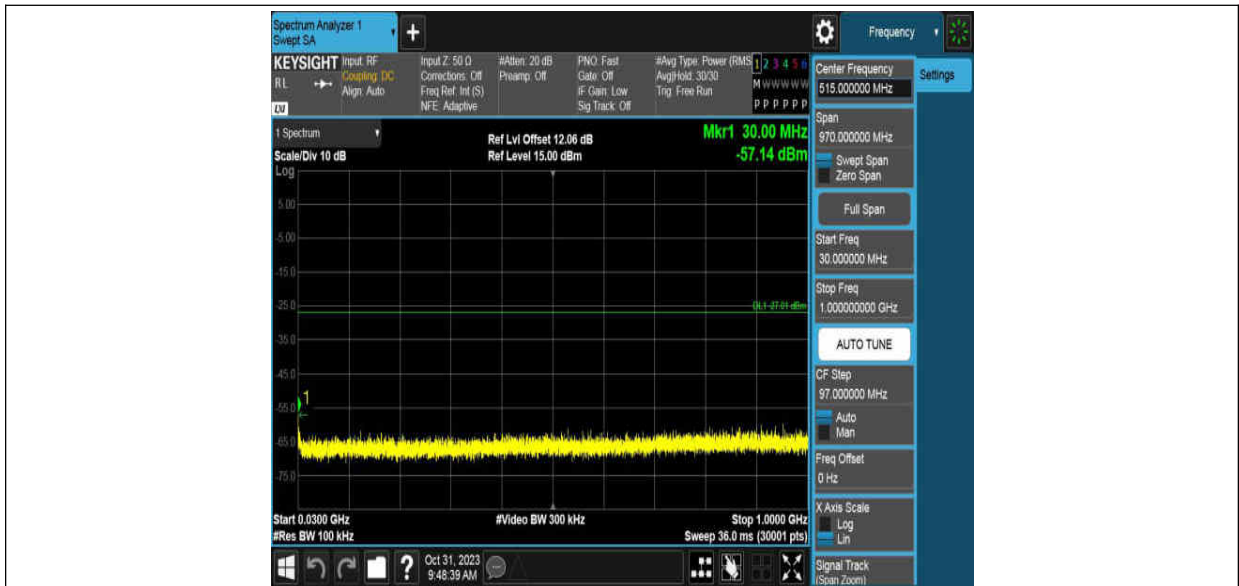 Spectrum Analyzer 1
Swept SA
+
Frequency
KEYSIGHT
RL
LXI
Input: RF
Coupling: DC
Align: Auto
Input Z: 50 Ω
Corrections: Off
Freq Ref: Int (S)
NFE: Adaptive
#Atten: 20 dB
Preamp: Off
PNO: Fast
Gate: Off
IF Gain: Low
Sig Track: Off
#Avg Type: Power (RMS
Avg|Hold: 30/30
Trig: Free Run
1 2 3 4 5 6
M W W W W W
P P P P P P
1 Spectrum
Scale/Div 10 dB
Log
Ref Lvl Offset 12.06 dB
Ref Level 15.00 dBm
Mkr1 30.00 MHz
-57.14 dBm
5.00
-5.00
-15.0
-25.0
DL1 -27.01 dBm
-35.0
-45.0
1
-55.0
-65.0
-75.0
Start 0.0300 GHz
#Res BW 100 kHz
#Video BW 300 kHz
Stop 1.0000 GHz
Sweep 36.0 ms (30001 pts)
?
Oct 31, 2023
9:48:39 AM
Center Frequency
515.000000 MHz
Span
970.000000 MHz
Swept Span
Zero Span
Full Span
Start Freq
30.000000 MHz
Stop Freq
1.000000000 GHz
AUTO TUNE
CF Step
97.000000 MHz
Auto
Man
Freq Offset
0 Hz
X Axis Scale
Log
Lin
Signal Track
(Span Zoom)
Settings